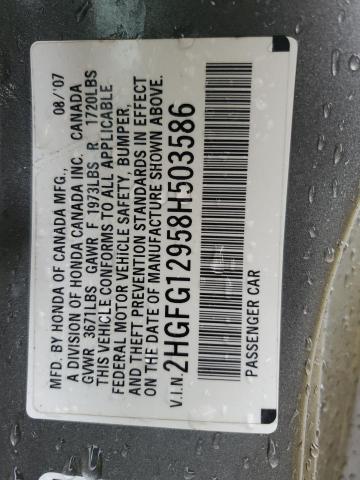 MFD. BY HONDA OF CANADA MFG., 08/'07
A DIVISION OF HONDA CANADA INC. CANADA
GVWR 3671LBS GAWR F 1973LBS R 1720LBS
THIS VEHICLE CONFORMS TO ALL APPLICABLE
FEDERAL MOTOR VEHICLE SAFETY, BUMPER,
AND THEFT PREVENTION STANDARDS IN EFFECT
ON THE DATE OF MANUFACTURE SHOWN ABOVE.
V.I.N. 2HGFG12958H503586
PASSENGER CAR